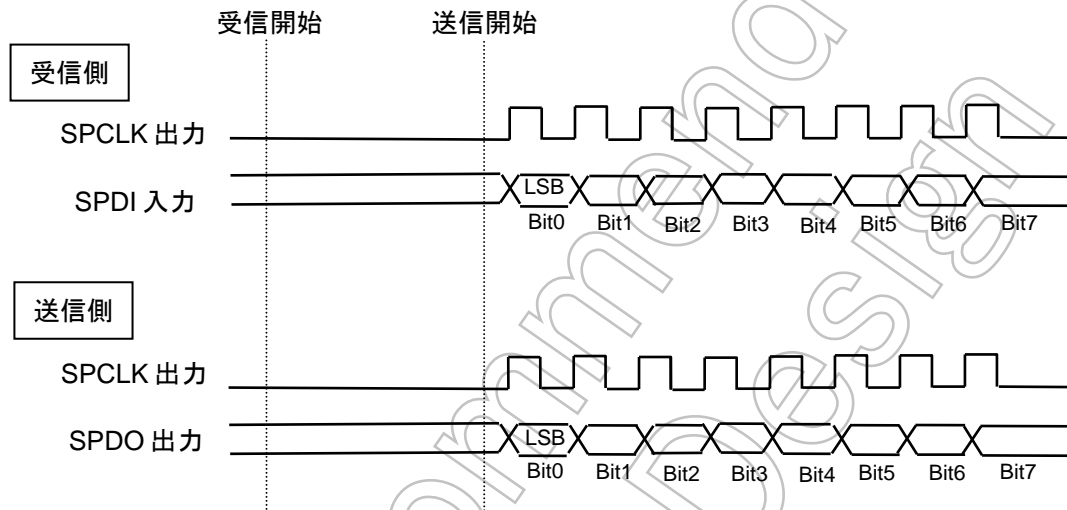 受信開始 送信開始
受信側
SPCLK 出力
SPDI 入力
LSB
Bit0 Bit1 Bit2 Bit3 Bit4 Bit5 Bit6 Bit7
送信側
SPCLK 出力
SPDO 出力
LSB
Bit0 Bit1 Bit2 Bit3 Bit4 Bit5 Bit6 Bit7
ommend
Design